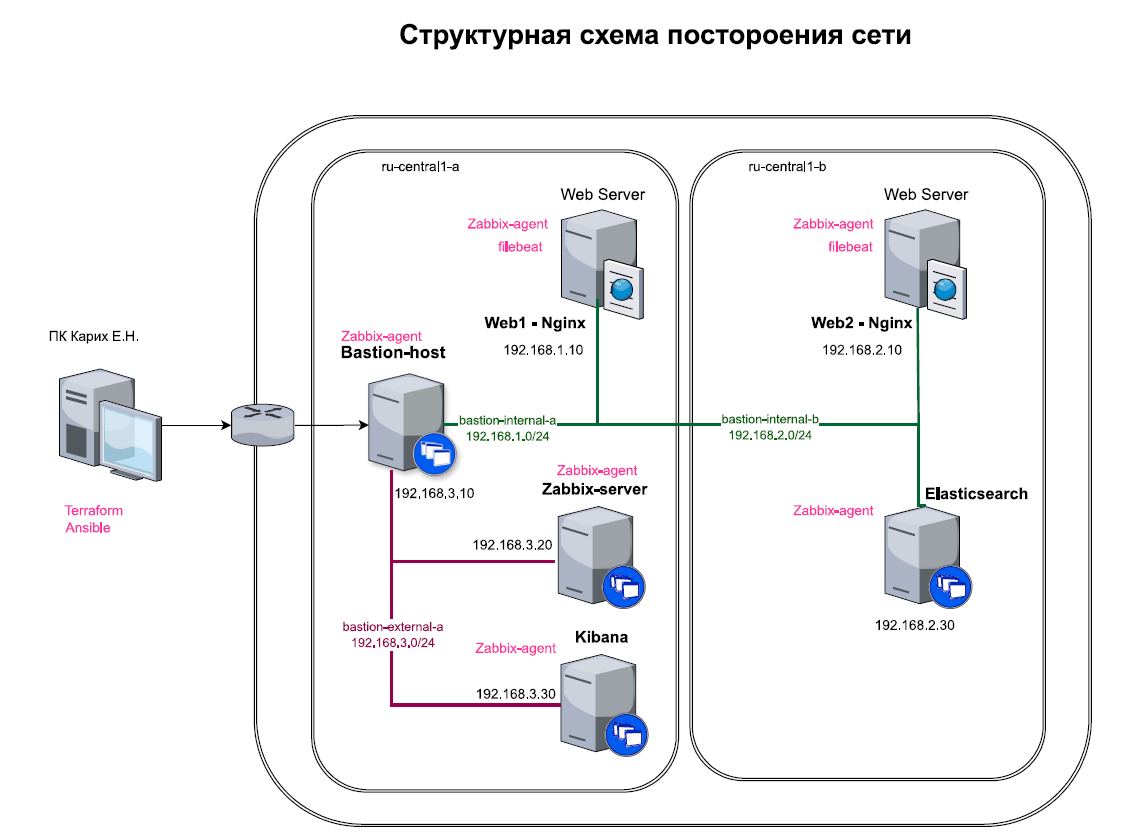 Структурная схема постороения сети
ru-central1-a
ru-central1-b
Web Server
Zabbix-agent
filebeat
Web1 - Nginx
192.168.1.10
Web Server
Zabbix-agent
filebeat
Web2 - Nginx
192.168.2.10
ПК Карих Е.Н.
Terraform
Ansible
Zabbix-agent
Bastion-host
192,168,3,10
bastion-internal-a
192.168.1.0/24
bastion-internal-b
192.168.2.0/24
Zabbix-agent
Zabbix-server
192.168.3.20
Zabbix-agent
Elasticsearch
192.168.2.30
bastion-external-a
192,168,3,0/24
Zabbix-agent
Kibana
192.168.3.30